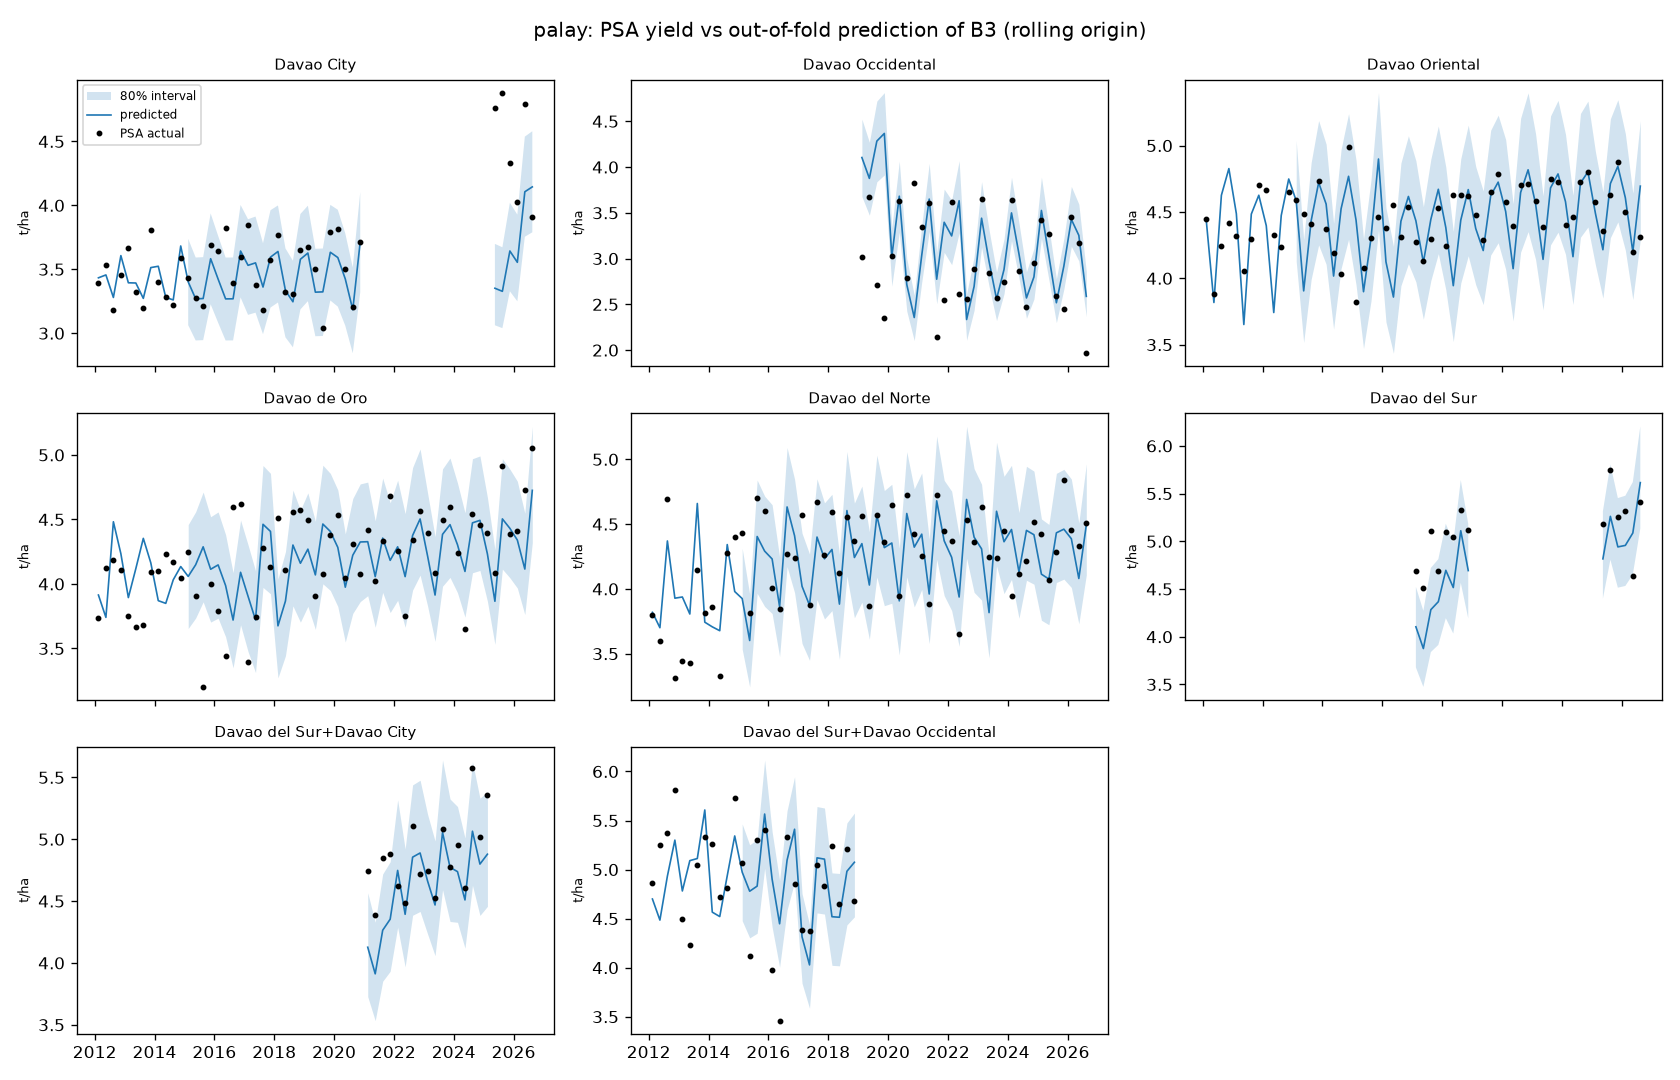 palay: PSA yield vs out-of-fold prediction of B3 (rolling origin)
Davao City
Davao Occidental
Davao Oriental
80% interval
predicted
PSA actual
t/ha
4.5
4.0
3.5
3.0
t/ha
4.5
4.0
3.5
3.0
2.5
2.0
t/ha
5.0
4.5
4.0
3.5
Davao de Oro
Davao del Norte
Davao del Sur
t/ha
5.0
4.5
4.0
3.5
t/ha
5.0
4.5
4.0
3.5
t/ha
6.0
5.5
5.0
4.5
4.0
3.5
Davao del Sur+Davao City
Davao del Sur+Davao Occidental
t/ha
5.5
5.0
4.5
4.0
3.5
t/ha
6.0
5.5
5.0
4.5
4.0
3.5
2012 2014 2016 2018 2020 2022 2024 2026
2012 2014 2016 2018 2020 2022 2024 2026